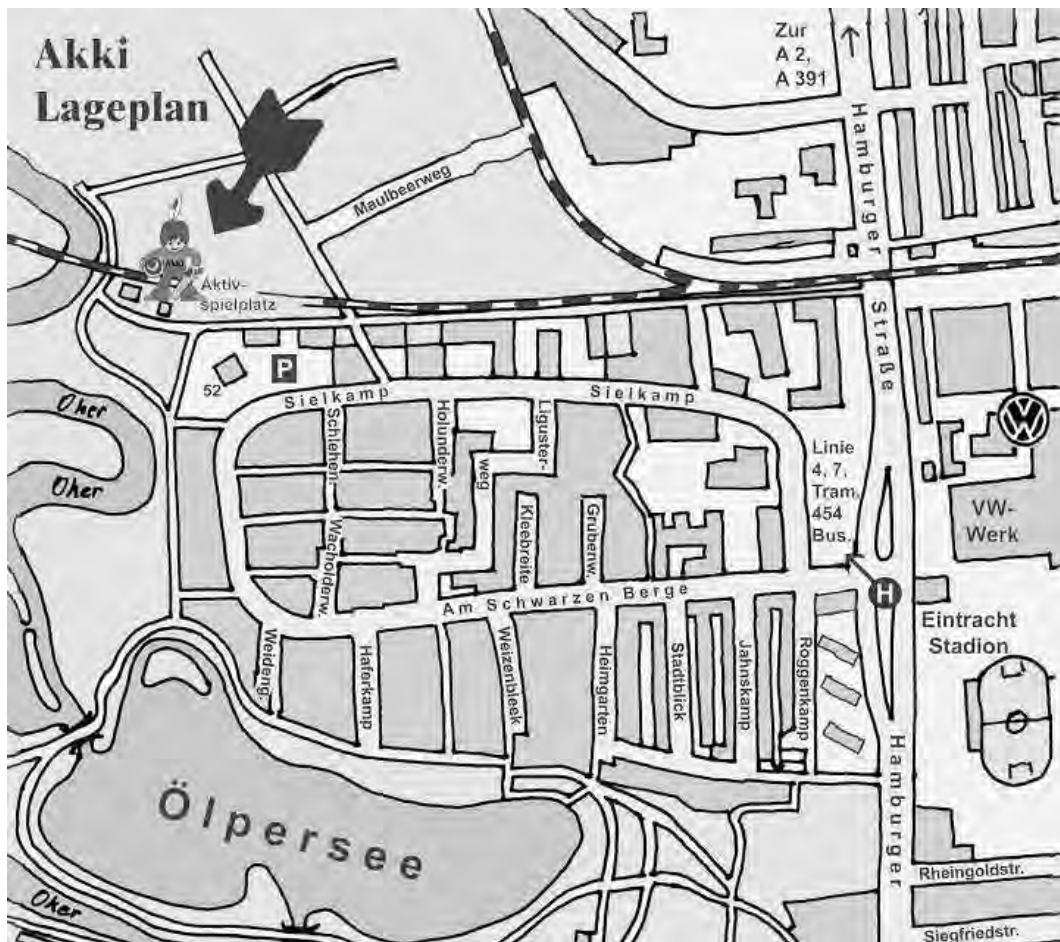 Akki
Lageplan
Zur
A 2,
A 391
Hamburger
Straße
Maulbeerweg
Aktiv-
spielplatz
P
52
Sielkamp
Sielkamp
Oker
Oker
Schlehen-
Holunderw.
Liguster-
weg
Kleebreite
Grubenw.
Wacholderw.
Linie
4, 7,
Tram,
454
Bus.
VW-
Werk
H
Am Schwarzen Berge
Eintracht
Stadion
Weideng.
Haferkamp
Weizenbleek
Heimgarten
Stadtblick
Jahnskamp
Roggenkamp
Hamburger
Ölpersee
Oker
Rheingoldstr.
Siegfriedstr.